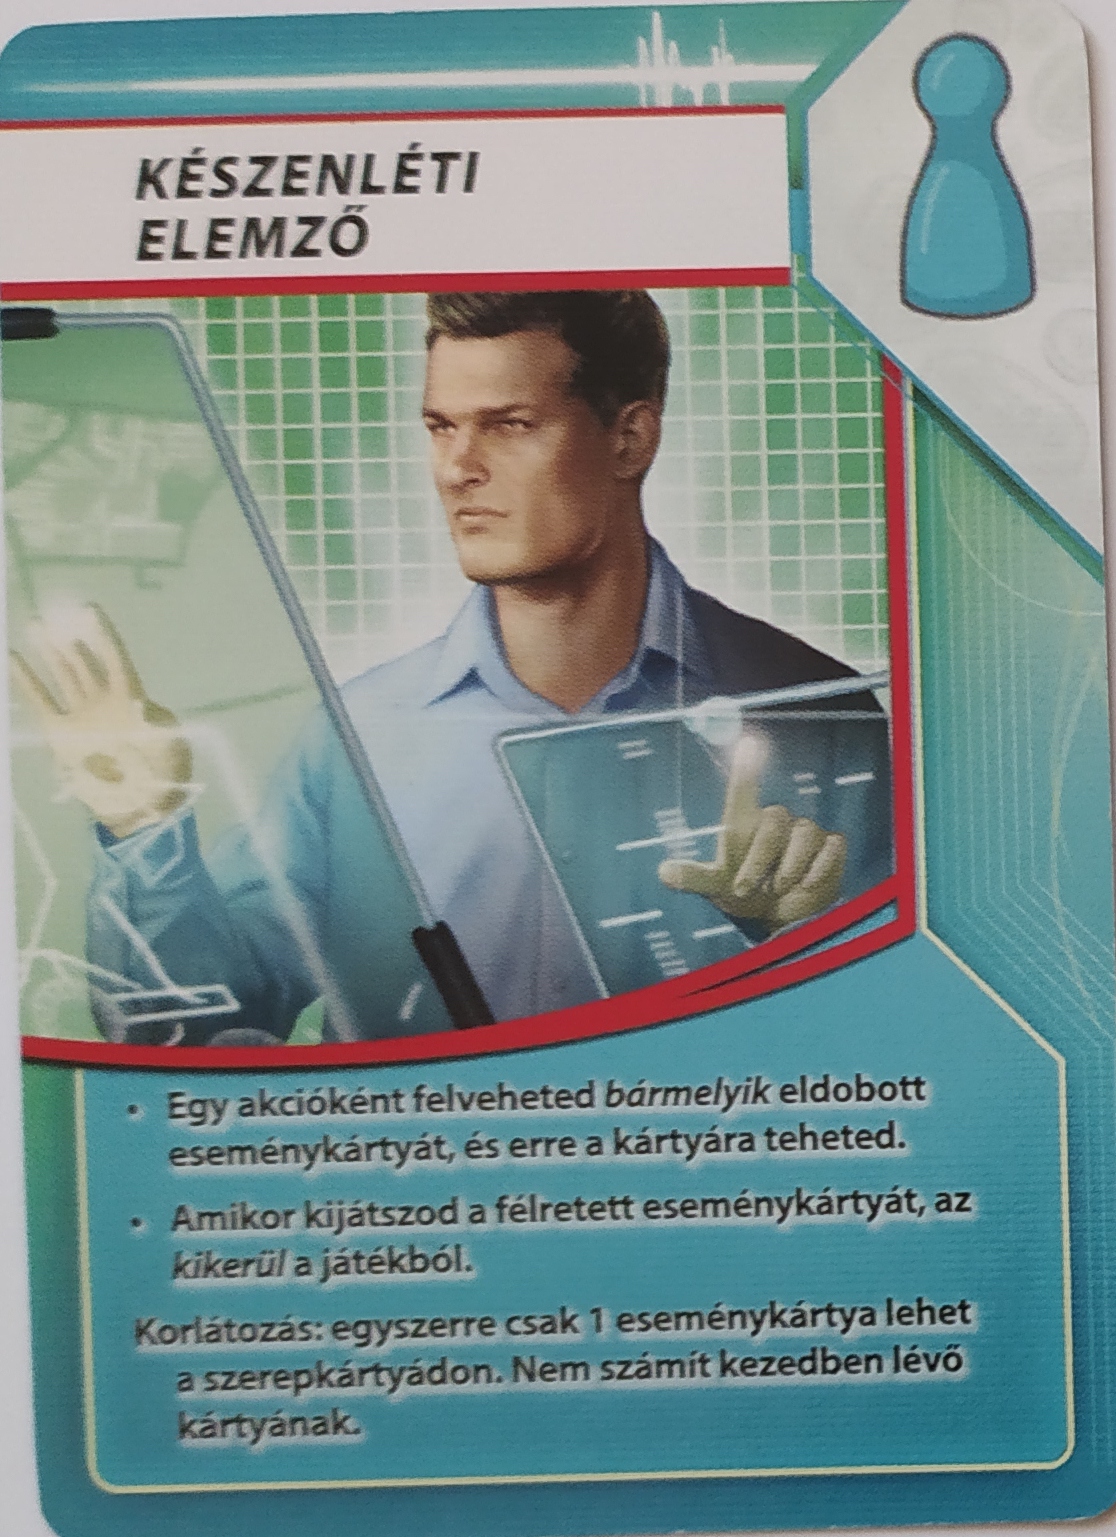 KÉSZENLÉTI
ELEMZŐ
• Egy akcióként felveheted bármelyik eldobott
eseménykártyát, és erre a kártyára teheted.
• Amikor kijátszod a félretett eseménykártyát, az
kikerül a játékból.
Korlátozás: egyszerre csak 1 eseménykártya lehet
a szerepkártyádon. Nem számít kezedben lévő
kártyának.